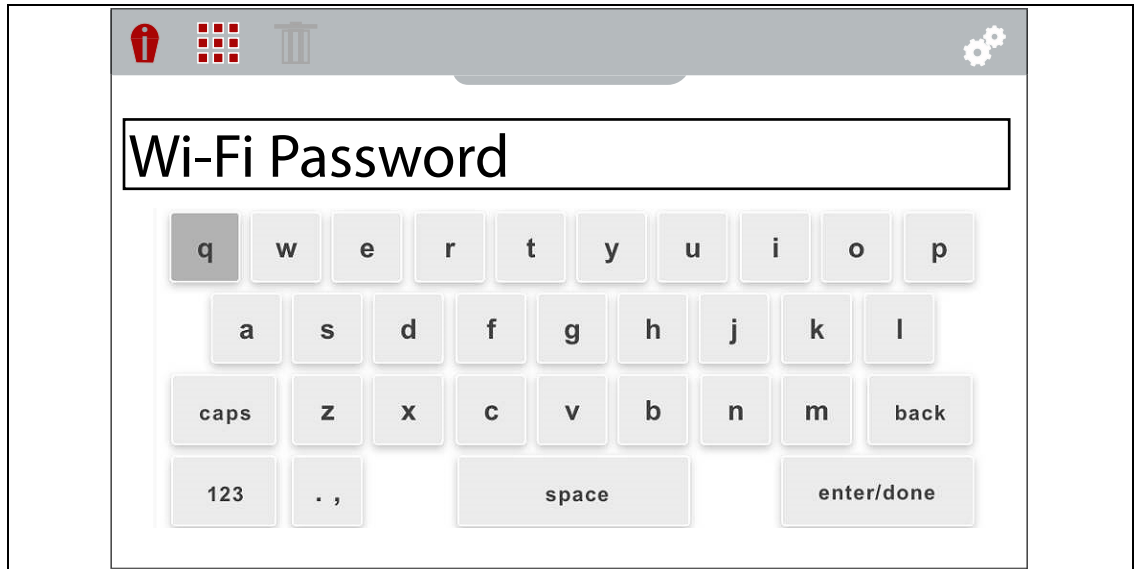 Wi-Fi Password
q w e r t y u i o p
a s d f g h j k l
caps z x c v b n m back
123 . , space enter/done